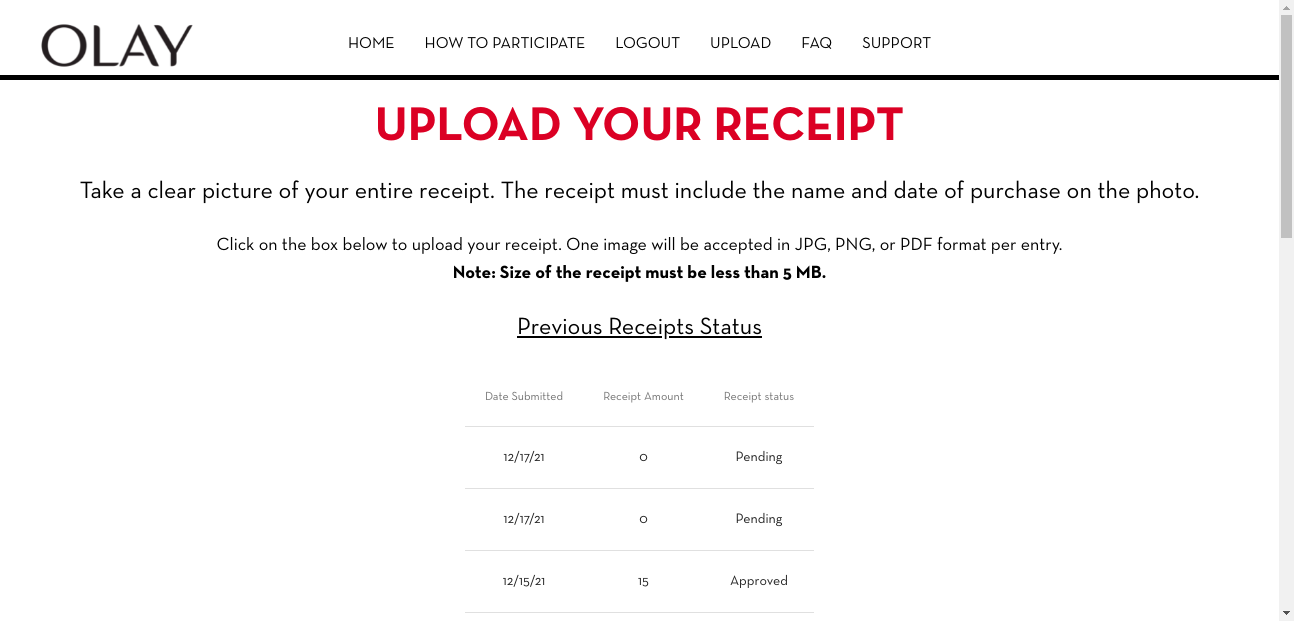 OLAY
HOME HOW TO PARTICIPATE LOGOUT UPLOAD FAQ SUPPORT
UPLOAD YOUR RECEIPT
Take a clear picture of your entire receipt. The receipt must include the name and date of purchase on the photo.
Click on the box below to upload your receipt. One image will be accepted in JPG, PNG, or PDF format per entry.
Note: Size of the receipt must be less than 5 MB.
Previous Receipts Status
Date Submitted Receipt Amount Receipt status
12/17/21 0 Pending
12/17/21 0 Pending
12/15/21 15 Approved